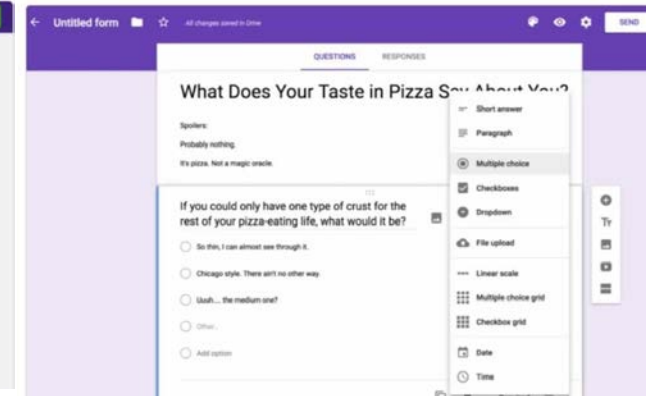 Untitled form
All changes saved in Drive
SEND
QUESTIONS RESPONSES
What Does Your Taste in Pizza Say About You?
Spoilers:
Probably nothing.
It's pizza. Not a magic oracle.
If you could only have one type of crust for the
rest of your pizza-eating life, what would it be?
So thin, I can almost see through it.
Chicago style. There ain't no other way.
Uuuh... the medium one?
Other...
Add option
Short answer
Paragraph
Multiple choice
Checkboxes
Dropdown
File upload
Linear scale
Multiple choice grid
Checkbox grid
Date
Time
Tт